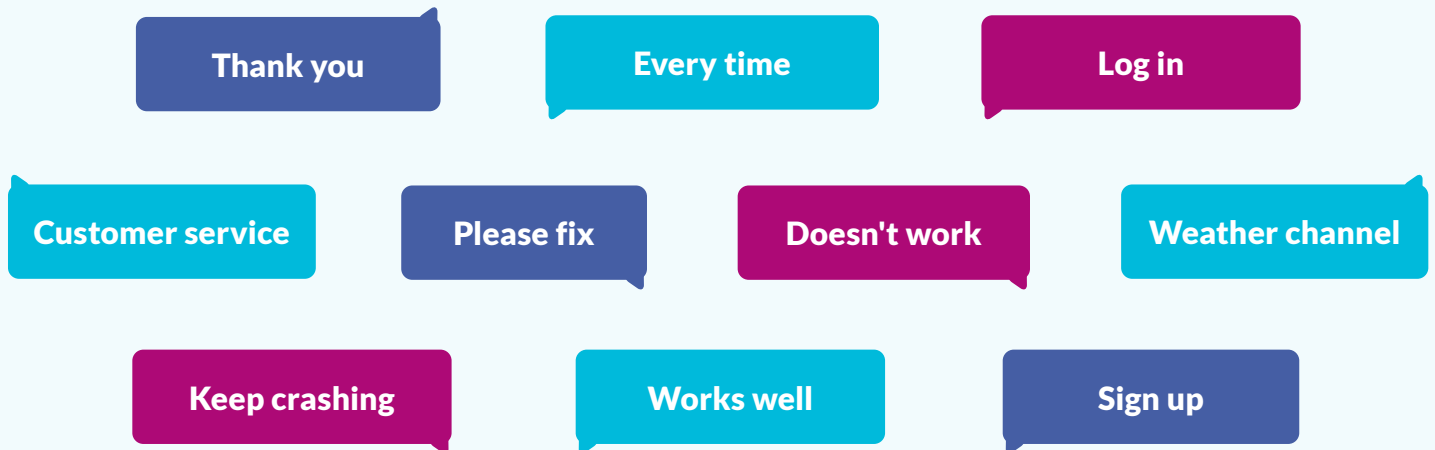 Thank you
Every time
Log in
Customer service
Please fix
Doesn't work
Weather channel
Keep crashing
Works well
Sign up